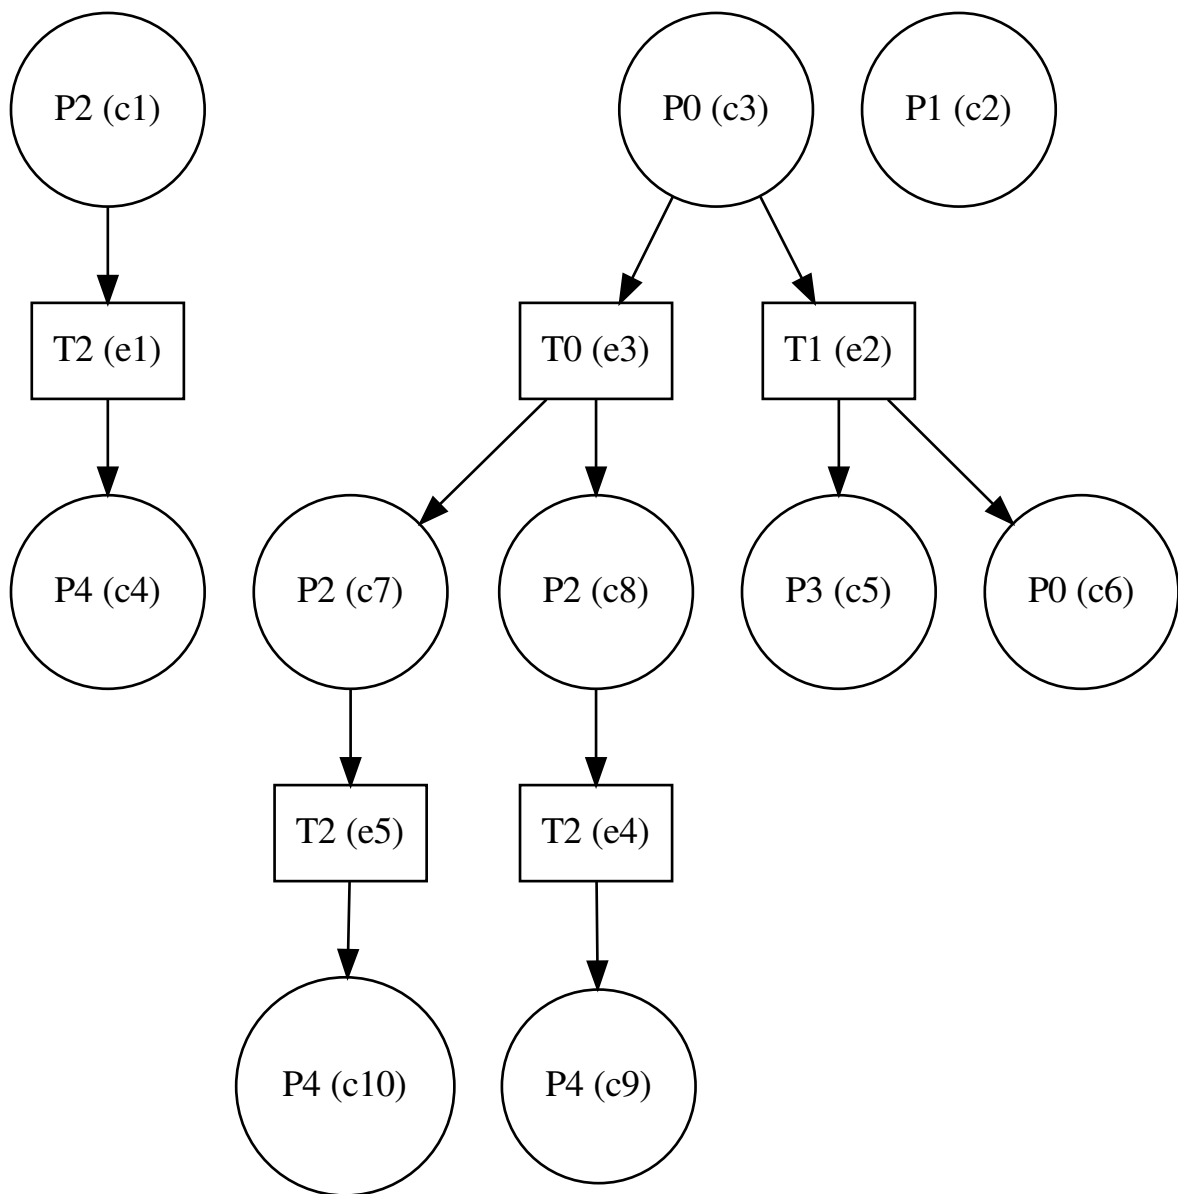 P2 (c1)
P0 (c3)
P1 (c2)
T2 (e1)
T0 (e3)
T1 (e2)
P4 (c4)
P2 (c7)
P2 (c8)
P3 (c5)
P0 (c6)
T2 (e5)
T2 (e4)
P4 (c10)
P4 (c9)